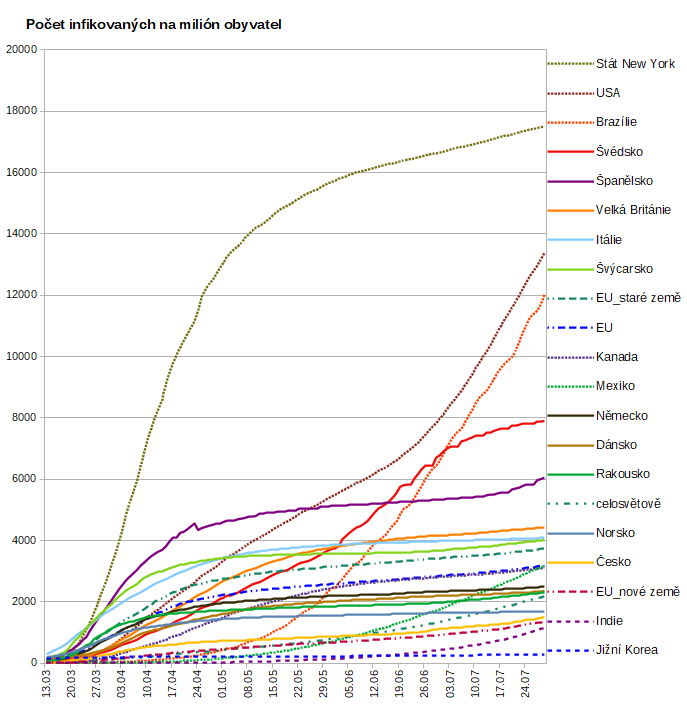 Počet infikovaných na milión obyvatel
20000
18000
16000
14000
12000
10000
8000
6000
4000
2000
0
13.03
20.03
27.03
03.04
10.04
17.04
24.04
01.05
08.05
15.05
22.05
29.05
05.06
12.06
19.06
26.06
03.07
10.07
17.07
24.07
Stát New York
USA
Brazílie
Švédsko
Španělsko
Velká Británie
Itálie
Švýcarsko
EU_staré země
EU
Kanada
Mexiko
Německo
Dánsko
Rakousko
celosvětově
Norsko
Česko
EU_nové země
Indie
Jižní Korea